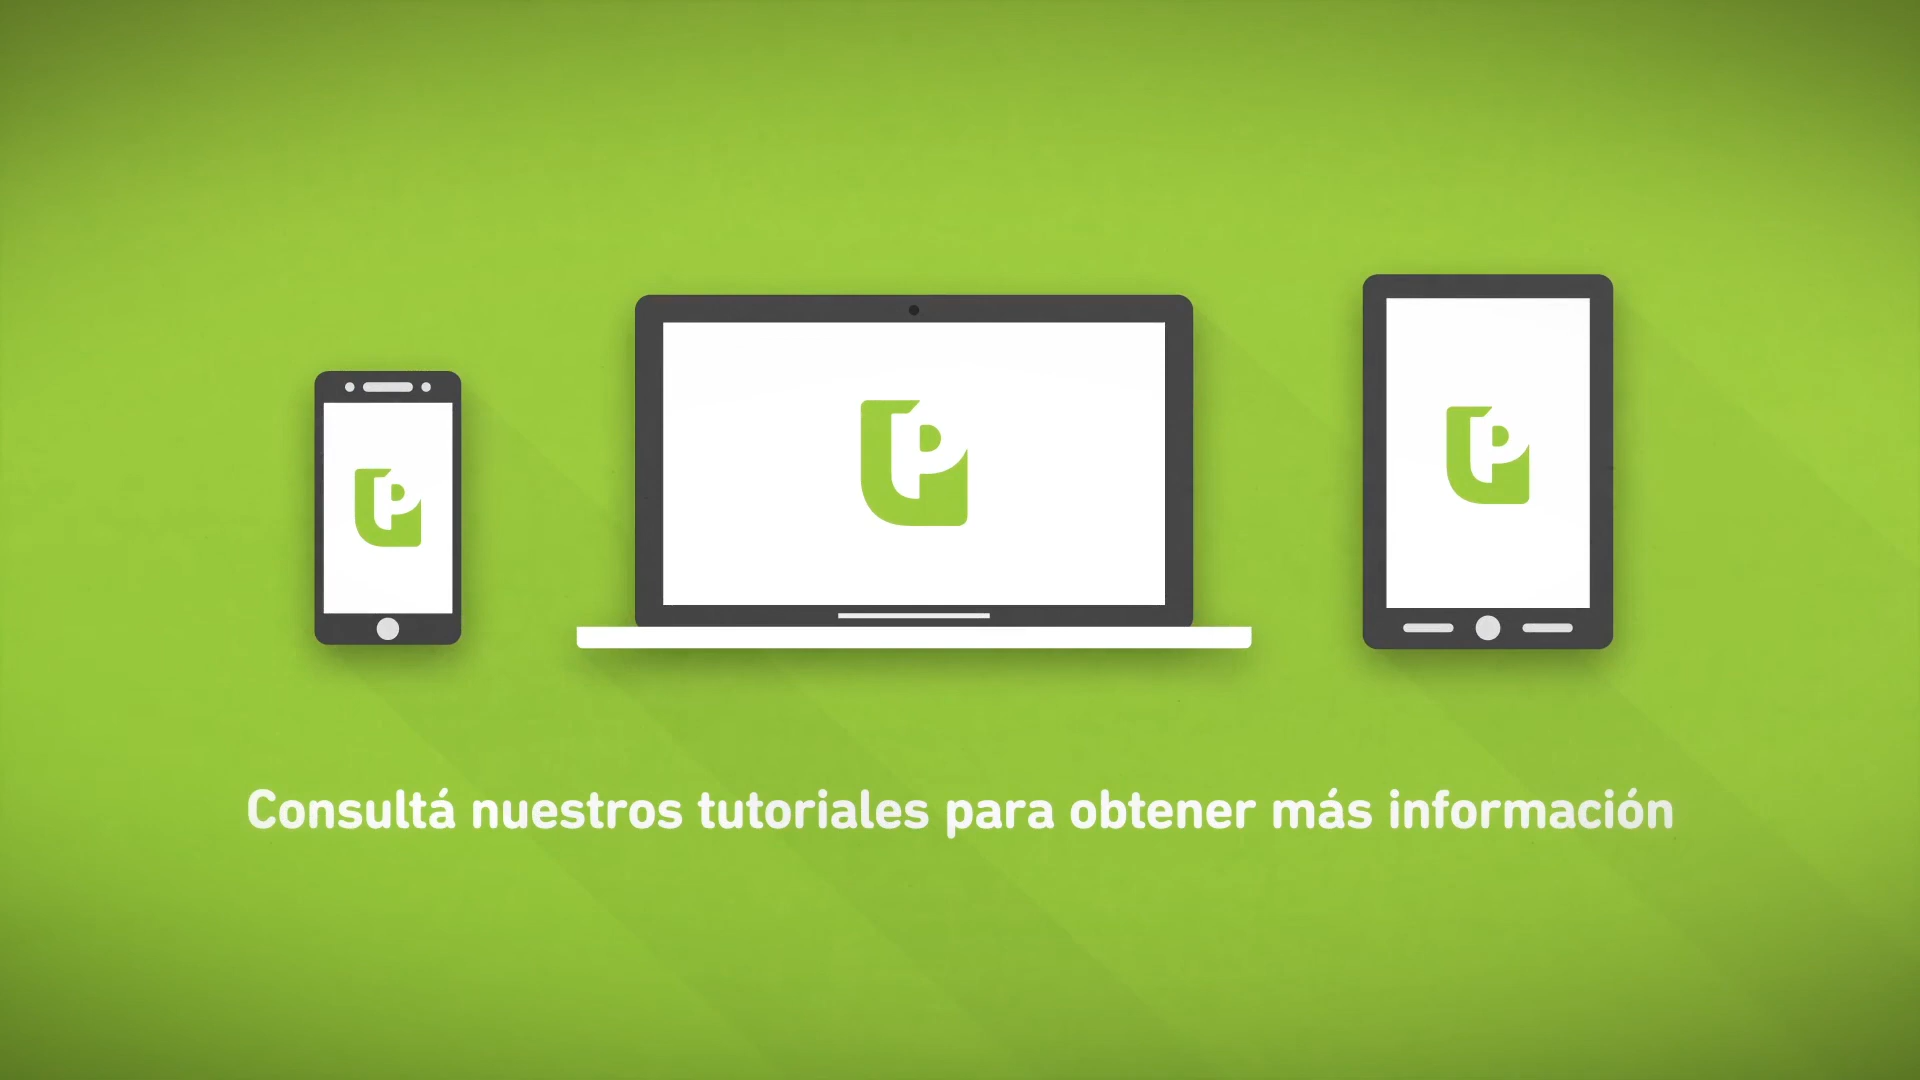 Consultá nuestros tutoriales para obtener más información